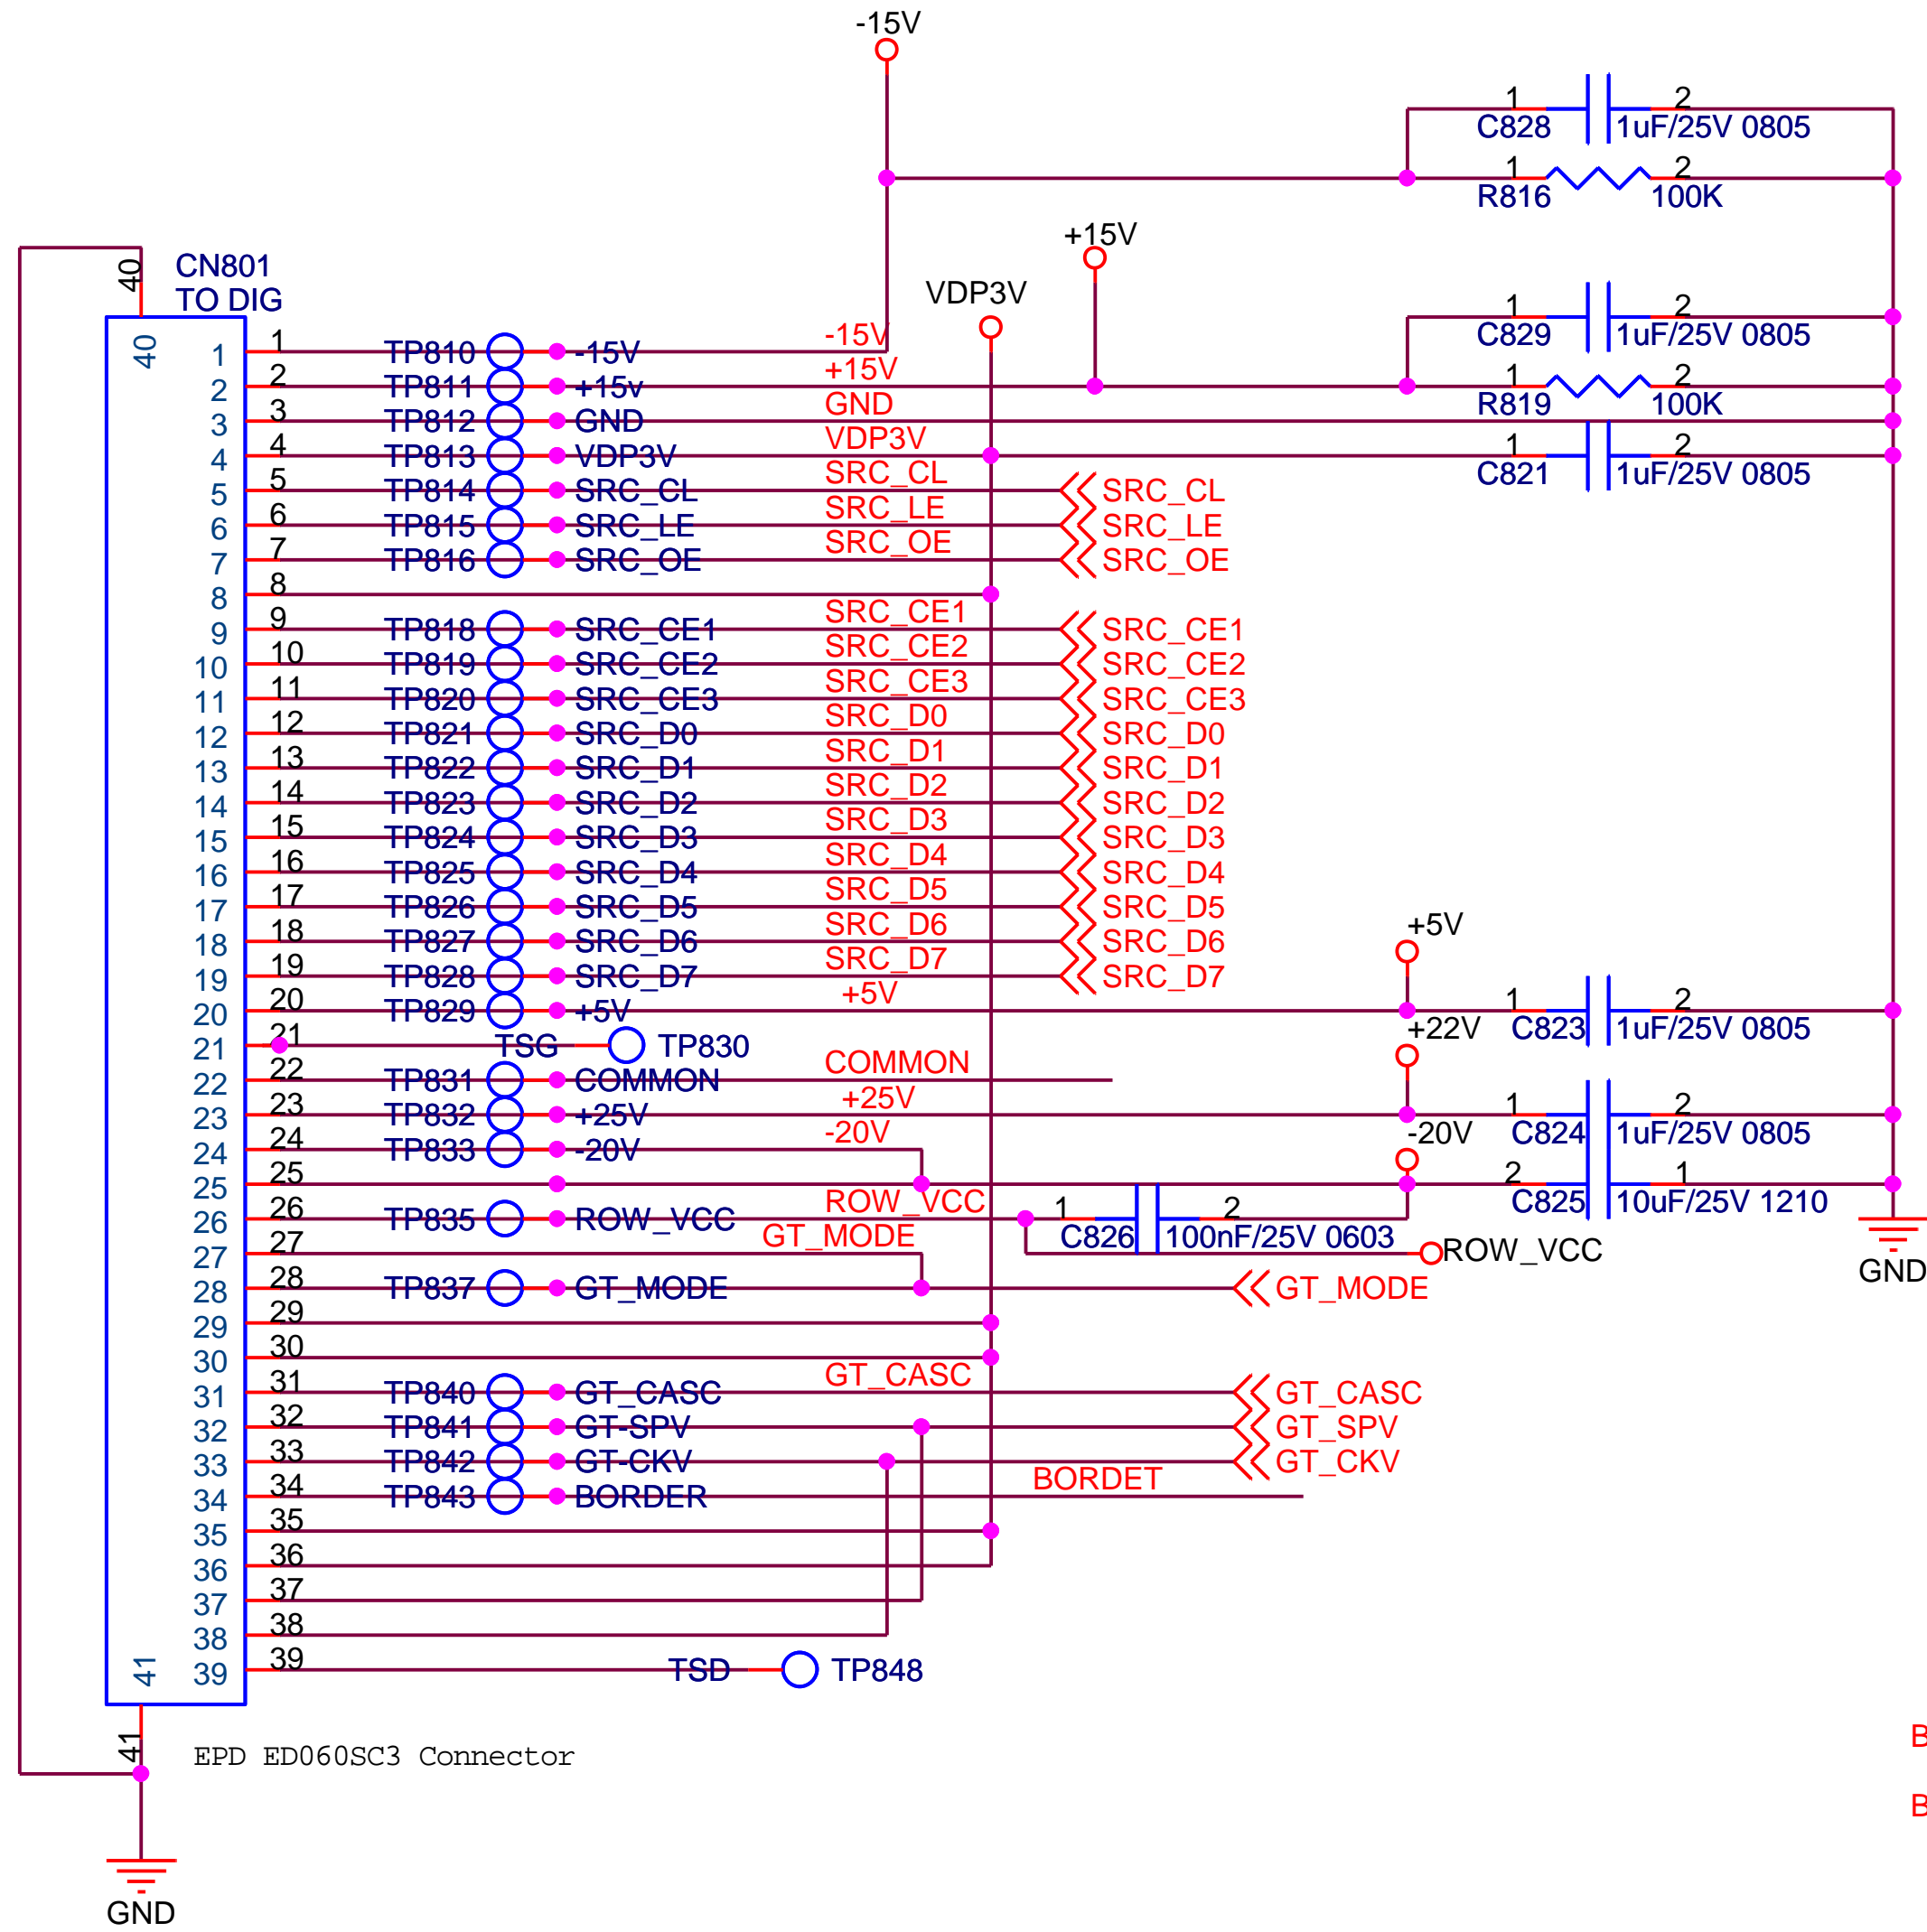 -15V
1 2
C828 1uF/25V 0805
1 2
R816 100K
+15V
CN801
TO DIG
VDP3V
1 2
C829 1uF/25V 0805
40
40
1 1 TP810 -15V -15V
2 2 TP811 +15v +15V
1 2
R819 100K
3 3 TP812 GND GND
4 4 TP813 VDP3V VDP3V
1 2
C821 1uF/25V 0805
5 5 TP814 SRC_CL SRC_CL SRC_CL
6 6 TP815 SRC_LE SRC_LE SRC_LE
7 7 TP816 SRC_OE SRC_OE SRC_OE
8 8
9 9 TP818 SRC_CE1 SRC_CE1 SRC_CE1
10 10 TP819 SRC_CE2 SRC_CE2 SRC_CE2
11 11 TP820 SRC_CE3 SRC_CE3 SRC_CE3
12 12 TP821 SRC_D0 SRC_D0 SRC_D0
13 13 TP822 SRC_D1 SRC_D1 SRC_D1
14 14 TP823 SRC_D2 SRC_D2 SRC_D2
15 15 TP824 SRC_D3 SRC_D3 SRC_D3
16 16 TP825 SRC_D4 SRC_D4 SRC_D4
17 17 TP826 SRC_D5 SRC_D5 SRC_D5
18 18 TP827 SRC_D6 SRC_D6 SRC_D6
+5V
19 19 TP828 SRC_D7 SRC_D7 SRC_D7
20 20 TP829 +5V +5V
1 2
C823 1uF/25V 0805
21 21 TSG TP830
+22V
22 22 TP831 COMMON COMMON
23 23 TP832 +25V +25V
1 2
C824 1uF/25V 0805
24 24 TP833 -20V -20V
-20V
25 25
2 1
C825 10uF/25V 1210
26 26 TP835 ROW_VCC ROW_VCC
1 2
C826 100nF/25V 0603
ROW_VCC
GND
27 27 GT_MODE
28 28 TP837 GT_MODE GT_MODE
29 29
30 30
31 31 TP840 GT_CASC GT_CASC GT_CASC
32 32 TP841 GT-SPV GT_SPV
33 33 TP842 GT-CKV GT_CKV
34 34 TP843 BORDER BORDET
35 35
36 36
37 37
38 38
39 39 TSD TP848
41
41
EPD ED060SC3 Connector
B
B
GND